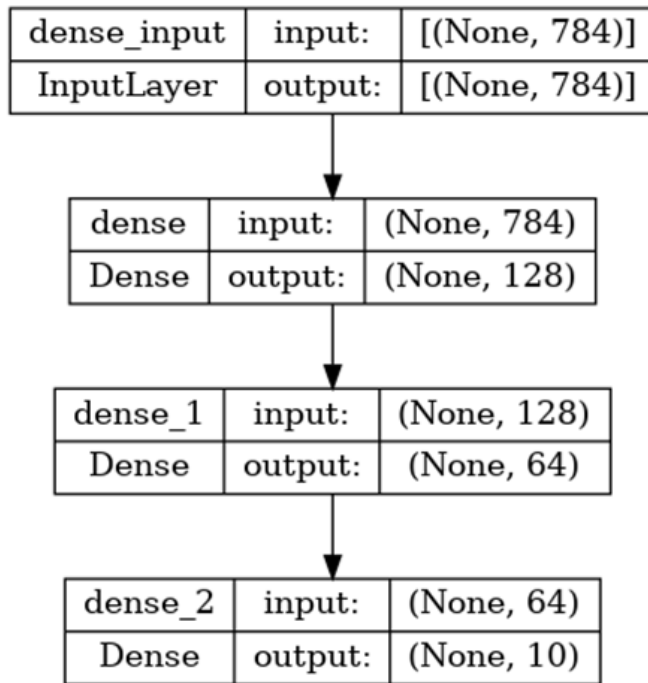 dense_input input: [(None, 784)]
InputLayer output: [(None, 784)]
dense input: (None, 784)
Dense output: (None, 128)
dense_1 input: (None, 128)
Dense output: (None, 64)
dense_2 input: (None, 64)
Dense output: (None, 10)